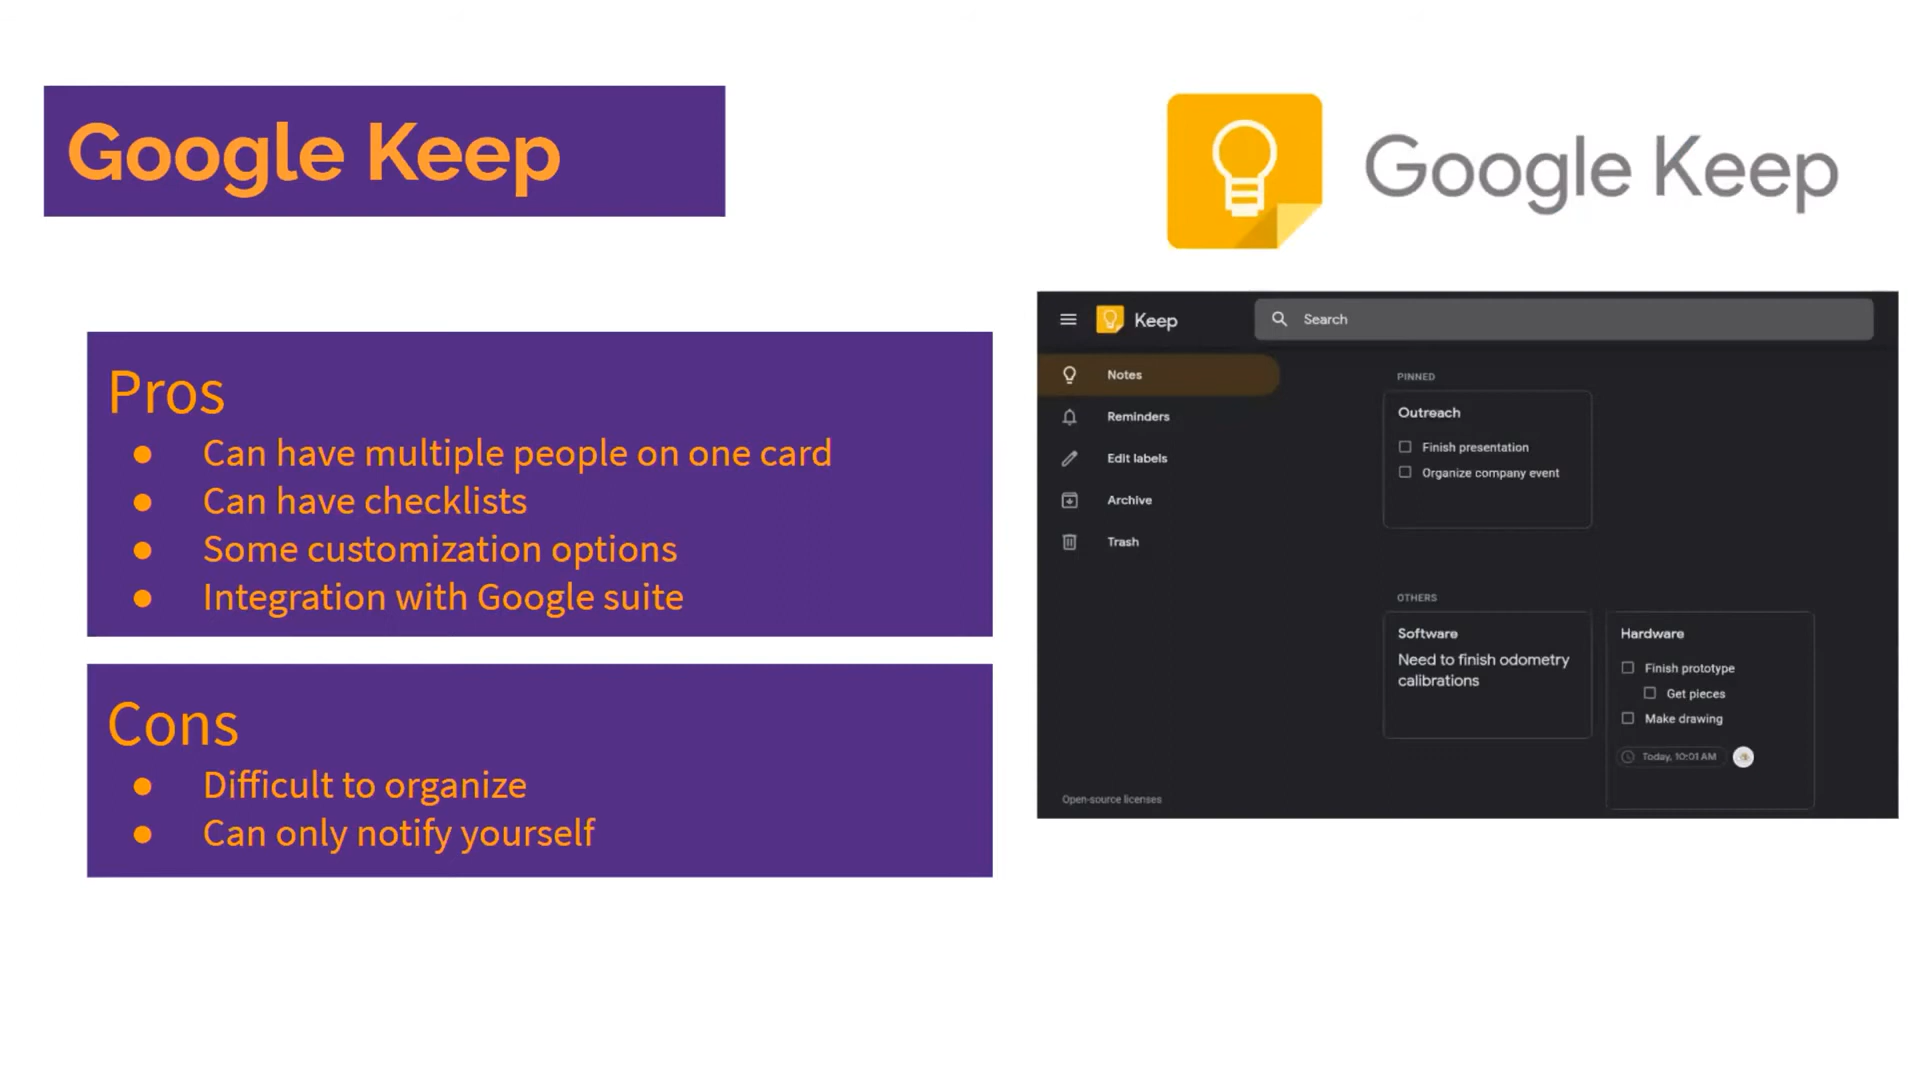 Google Keep
Google Keep
Pros
● Can have multiple people on one card
● Can have checklists
● Some customization options
● Integration with Google suite
Cons
● Difficult to organize
● Can only notify yourself
Keep
Search
Notes
Reminders
Edit labels
Archive
Trash
Open-source licenses
PINNED
Outreach
Finish presentation
Organize company event
OTHERS
Software
Need to finish odometry
calibrations
Hardware
Finish prototype
Get pieces
Make drawing
Today, 10:01 AM